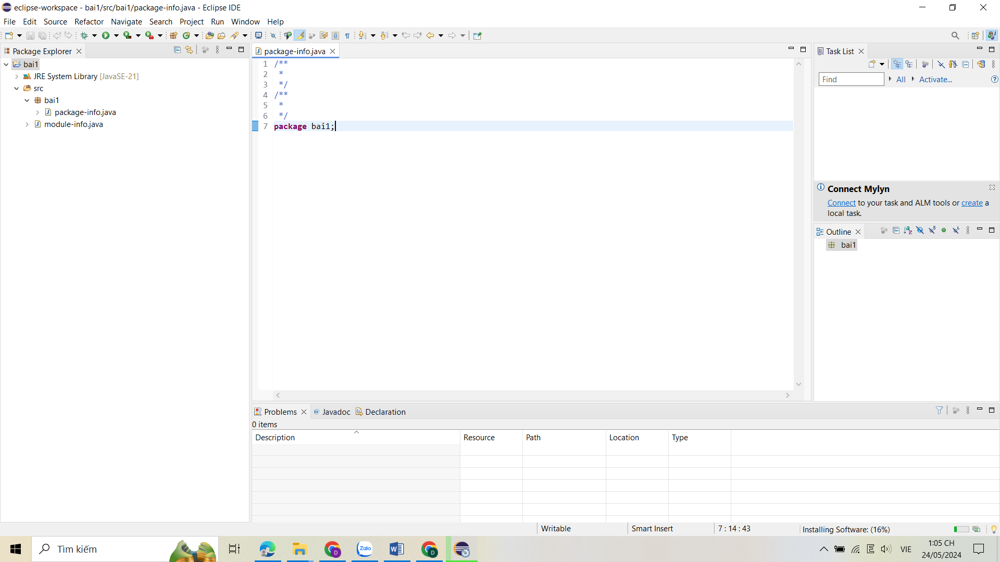 eclipse-workspace - bai1/src/bai1/package-info.java - Eclipse IDE
File Edit Source Refactor Navigate Search Project Run Window Help
Package Explorer
bai1
JRE System Library [JavaSE-21]
src
bai1
package-info.java
module-info.java
package-info.java
1 /**
2 *
3 */
4 /**
5 *
6 */
7 package bai1;
Task List
Find All Activate...
Connect Mylyn
Connect to your task and ALM tools or create a
local task.
Outline
bai1
Problems Javadoc Declaration
0 items
Description Resource Path Location Type
Writable Smart Insert 7 : 14 : 43 Installing Software: (16%)
Tìm kiếm
Zalo
D
D
VIE
1:05 CH
24/05/2024